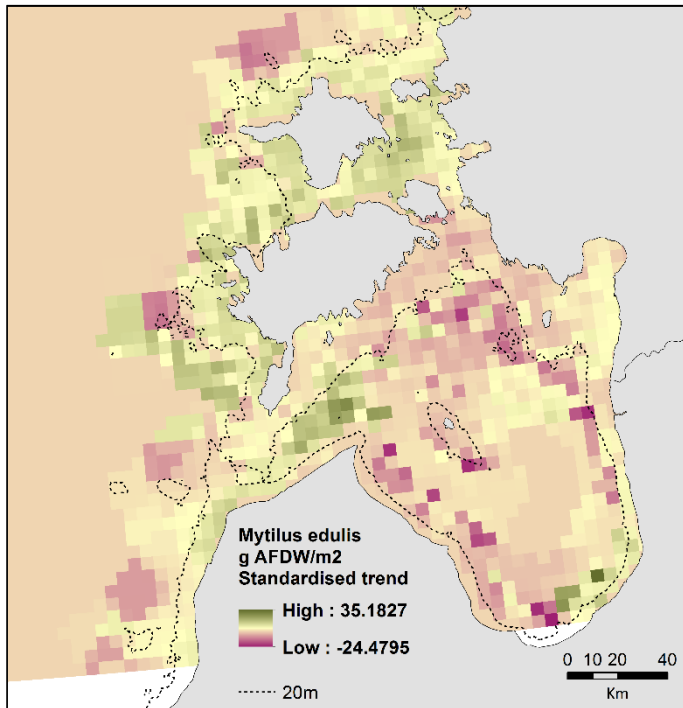 Mytilus edulis
g AFDW/m2
Standardised trend
High : 35.1827
Low : -24.4795
20m
0 10 20 40
Km